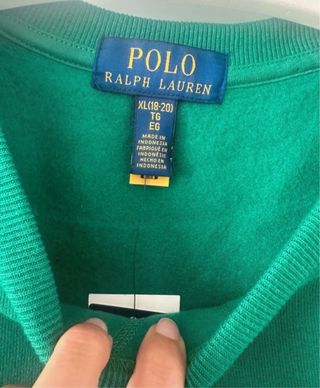 POLO
RALPH LAUREN
XL(18-20)
TG
EG
MADE IN
INDONESIA
FABRIQUÉ EN
INDONÉSIE
HECHO EN
INDONESIA